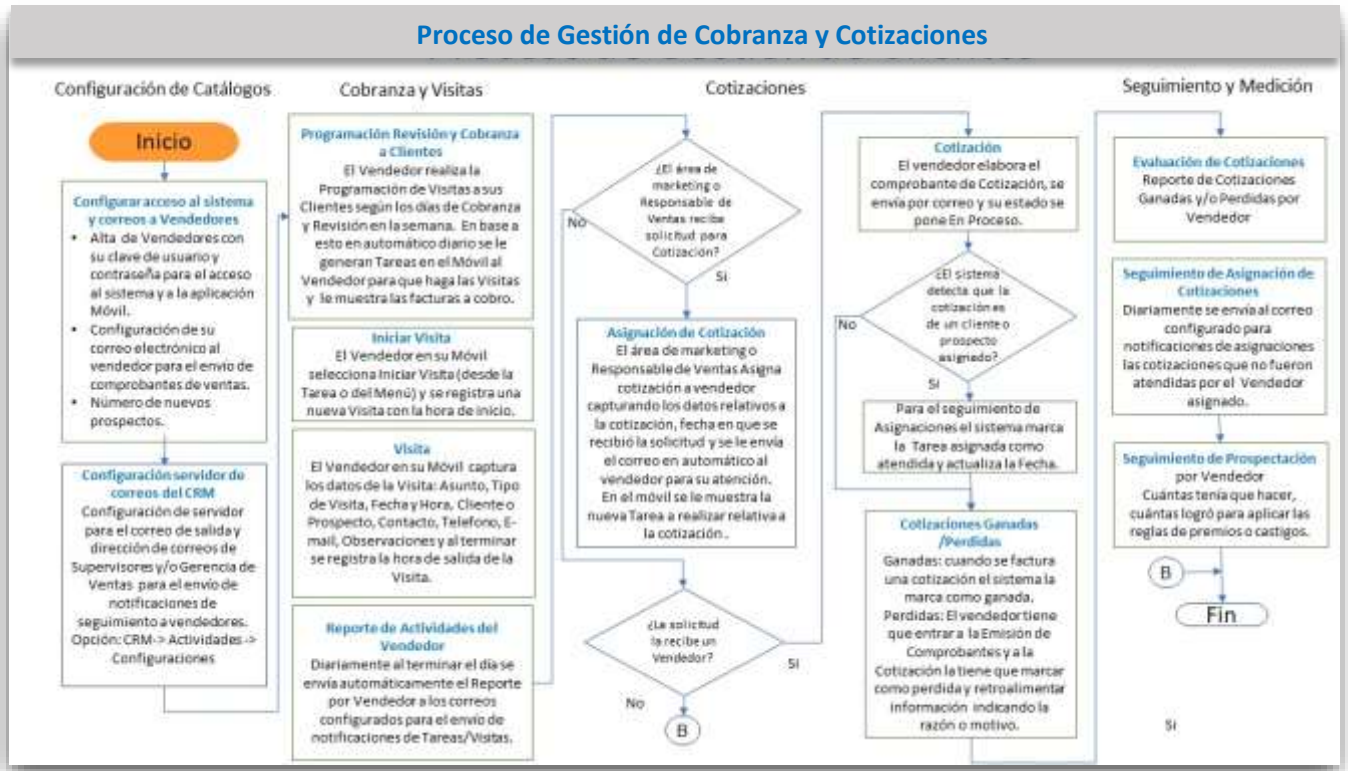 Proceso de Gestión de Cobranza y Cotizaciones
Configuración de Catálogos
Inicio
Configurar acceso al sistema
y correos a Vendedores
• Alta de Vendedores con
su clave de usuario y
contraseña para el acceso
al sistema y a la aplicación
Móvil.
• Configuración de su
correo electrónico al
vendedor para el envío de
comprobantes de ventas.
• Número de nuevos
prospectos.
Configuración servidor de
correos del CRM
Configuración de servidor
para el correo de salida y
dirección de correos de
Supervisores y/o Gerencia de
Ventas para el envío de
notificaciones de
seguimiento a vendedores.
Opción: CRM-> Actividades ->
Configuraciones
Cobranza y Visitas
Programación Revisión y Cobranza
a Clientes
El Vendedor realiza la
Programación de Visitas a sus
Clientes según los días de Cobranza
y Revisión en la semana. En base a
esto en automático diario se le
generan Tareas en el Móvil al
Vendedor para que haga las Visitas
y le muestra las facturas a cobro.
Iniciar Visita
El Vendedor en su Móvil
selecciona Iniciar Visita (desde la
Tarea o del Menú) y se registra una
nueva Visita con la hora de inicio.
Visita
El Vendedor en su Móvil captura
los datos de la Visita: Asunto, Tipo
de Visita, Fecha y Hora, Cliente o
Prospecto, Contacto, Telefono, E-
mail, Observaciones y al terminar
se registra la hora de salida de la
Visita.
Reporte de Actividades del
Vendedor
Diariamente al terminar el día se
envía automáticamente el Reporte
por Vendedor a los correos
configurados para el envío de
notificaciones de Tareas/Visitas.
Cotizaciones
¿El área de
marketing o
Responsable de
Ventas recibe
solicitud para
Cotización?
No
Si
Asignación de Cotización
El área de marketing o
Responsable de Ventas Asigna
cotización a vendedor
capturando los datos relativos a
la cotización, fecha en que se
recibió la solicitud y se le envía
el correo en automático al
vendedor para su atención.
En el móvil se le muestra la
nueva Tarea a realizar relativa a
la cotización.
¿La solicitud
la recibe un
Vendedor?
Si
No
B
Cotización
El vendedor elabora el
comprobante de Cotización, se
envía por correo y su estado se
pone En Proceso.
¿El sistema
detecta que la
cotización es
de un cliente o
prospecto
asignado?
No
Si
Para el seguimiento de
Asignaciones el sistema marca
la Tarea asignada como
atendida y actualiza la Fecha.
Cotizaciones Ganadas
/Perdidas
Ganadas: cuando se factura
una cotización el sistema la
marca como ganada.
Perdidas: El vendedor tiene
que entrar a la Emisión de
Comprobantes y a la
Cotización la tiene que marcar
como perdida y retroalimentar
información indicando la
razón o motivo.
Seguimiento y Medición
Evaluación de Cotizaciones
Reporte de Cotizaciones
Ganadas y/o Perdidas por
Vendedor
Seguimiento de Asignación de
Cotizaciones
Diariamente se envía al correo
configurado para
notificaciones de asignaciones
las cotizaciones que no fueron
atendidas por el Vendedor
asignado.
Seguimiento de Prospectación
por Vendedor
Cuántas tenía que hacer,
cuántas logró para aplicar las
reglas de premios o castigos.
B
Fin
Si